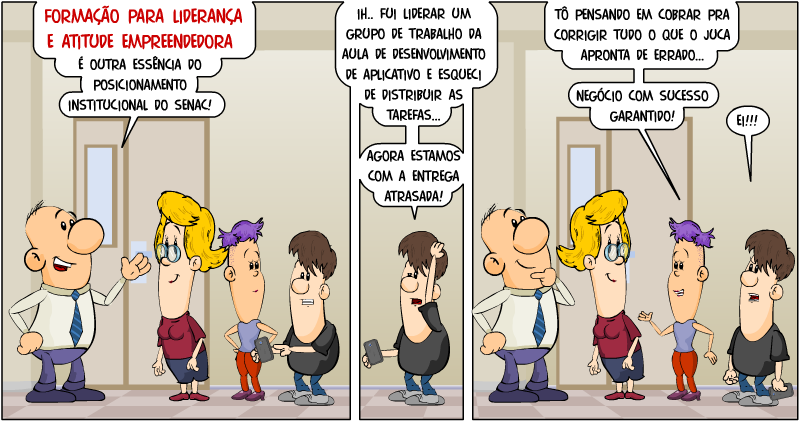 FORMAÇÃO PARA LIDERANÇA
E ATITUDE EMPREENDEDORA
É OUTRA ESSÊNCIA DO
POSICIONAMENTO
INSTITUCIONAL DO SENAC!
IH.. FUI LIDERAR UM
GRUPO DE TRABALHO DA
AULA DE DESENVOLVIMENTO
DE APLICATIVO E ESQUECI
DE DISTRIBUIR AS
TAREFAS...
AGORA ESTAMOS
COM A ENTREGA
ATRASADA!
TÔ PENSANDO EM COBRAR PRA
CORRIGIR TUDO O QUE O JUCA
APRONTA DE ERRADO...
NEGÓCIO COM SUCESSO
GARANTIDO!
EI!!!